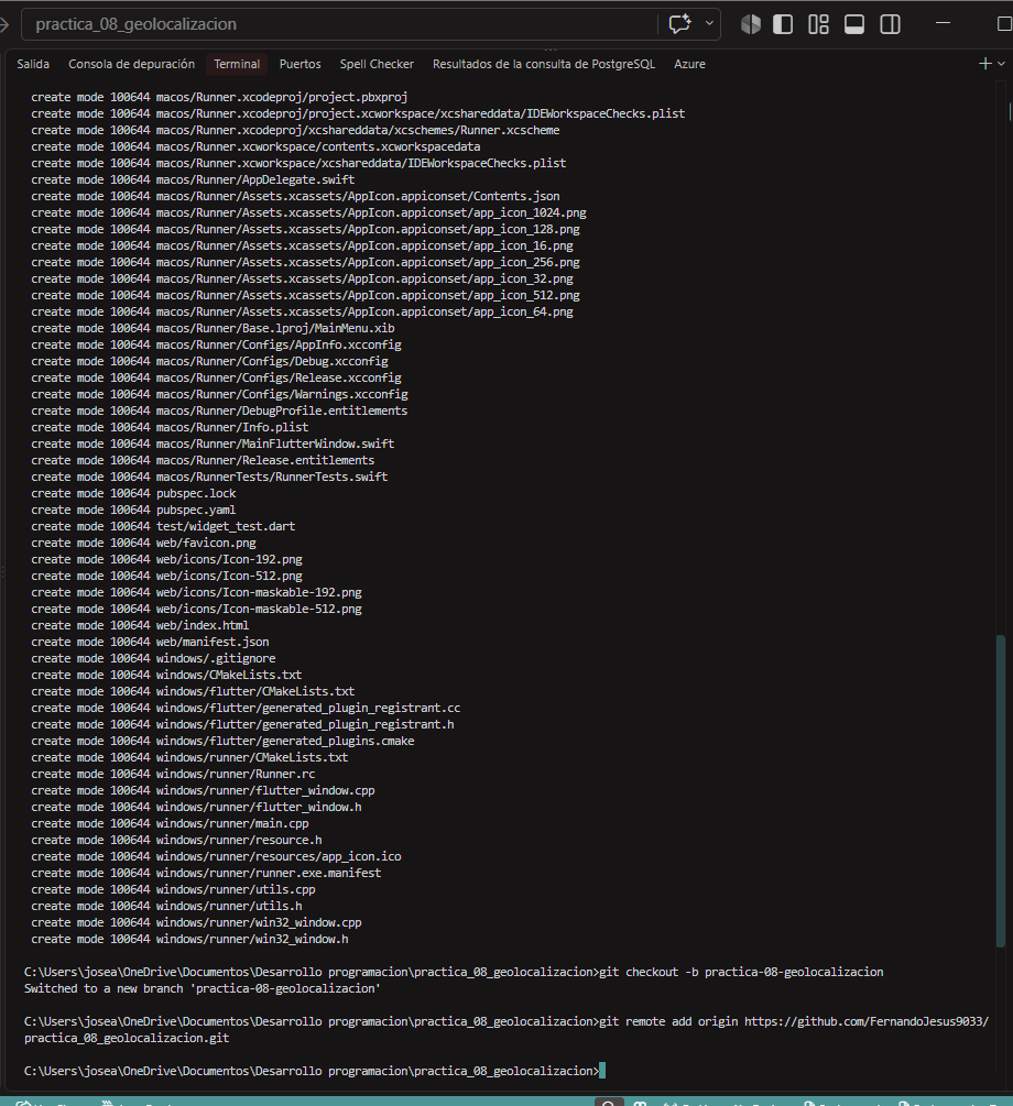 practica_08_geolocalizacion
Salida Consola de depuración Terminal Puertos Spell Checker Resultados de la consulta de PostgreSQL Azure
create mode 100644 macos/Runner.xcodeproj/project.pbxproj
create mode 100644 macos/Runner.xcodeproj/project.xcworkspace/xcshareddata/IDEWorkspaceChecks.plist
create mode 100644 macos/Runner.xcodeproj/xcshareddata/xcschemes/Runner.xcscheme
create mode 100644 macos/Runner.xcworkspace/contents.xcworkspacedata
create mode 100644 macos/Runner.xcworkspace/xcshareddata/IDEWorkspaceChecks.plist
create mode 100644 macos/Runner/AppDelegate.swift
create mode 100644 macos/Runner/Assets.xcassets/AppIcon.appiconset/Contents.json
create mode 100644 macos/Runner/Assets.xcassets/AppIcon.appiconset/app_icon_1024.png
create mode 100644 macos/Runner/Assets.xcassets/AppIcon.appiconset/app_icon_128.png
create mode 100644 macos/Runner/Assets.xcassets/AppIcon.appiconset/app_icon_16.png
create mode 100644 macos/Runner/Assets.xcassets/AppIcon.appiconset/app_icon_256.png
create mode 100644 macos/Runner/Assets.xcassets/AppIcon.appiconset/app_icon_32.png
create mode 100644 macos/Runner/Assets.xcassets/AppIcon.appiconset/app_icon_512.png
create mode 100644 macos/Runner/Assets.xcassets/AppIcon.appiconset/app_icon_64.png
create mode 100644 macos/Runner/Base.lproj/MainMenu.xib
create mode 100644 macos/Runner/Configs/AppInfo.xcconfig
create mode 100644 macos/Runner/Configs/Debug.xcconfig
create mode 100644 macos/Runner/Configs/Release.xcconfig
create mode 100644 macos/Runner/Configs/Warnings.xcconfig
create mode 100644 macos/Runner/DebugProfile.entitlements
create mode 100644 macos/Runner/Info.plist
create mode 100644 macos/Runner/MainFlutterWindow.swift
create mode 100644 macos/Runner/Release.entitlements
create mode 100644 macos/RunnerTests/RunnerTests.swift
create mode 100644 pubspec.lock
create mode 100644 pubspec.yaml
create mode 100644 test/widget_test.dart
create mode 100644 web/favicon.png
create mode 100644 web/icons/Icon-192.png
create mode 100644 web/icons/Icon-512.png
create mode 100644 web/icons/Icon-maskable-192.png
create mode 100644 web/icons/Icon-maskable-512.png
create mode 100644 web/index.html
create mode 100644 web/manifest.json
create mode 100644 windows/.gitignore
create mode 100644 windows/CMakeLists.txt
create mode 100644 windows/flutter/CMakeLists.txt
create mode 100644 windows/flutter/generated_plugin_registrant.cc
create mode 100644 windows/flutter/generated_plugin_registrant.h
create mode 100644 windows/flutter/generated_plugins.cmake
create mode 100644 windows/runner/CMakeLists.txt
create mode 100644 windows/runner/Runner.rc
create mode 100644 windows/runner/flutter_window.cpp
create mode 100644 windows/runner/flutter_window.h
create mode 100644 windows/runner/main.cpp
create mode 100644 windows/runner/resource.h
create mode 100644 windows/runner/resources/app_icon.ico
create mode 100644 windows/runner/runner.exe.manifest
create mode 100644 windows/runner/utils.cpp
create mode 100644 windows/runner/utils.h
create mode 100644 windows/runner/win32_window.cpp
create mode 100644 windows/runner/win32_window.h
C:\Users\josea\OneDrive\Documentos\Desarrollo programacion\practica_08_geolocalizacion>git checkout -b practica-08-geolocalizacion
Switched to a new branch 'practica-08-geolocalizacion'
C:\Users\josea\OneDrive\Documentos\Desarrollo programacion\practica_08_geolocalizacion>git remote add origin https://github.com/FernandoJesus9033/
practica_08_geolocalizacion.git
C:\Users\josea\OneDrive\Documentos\Desarrollo programacion\practica_08_geolocalizacion>